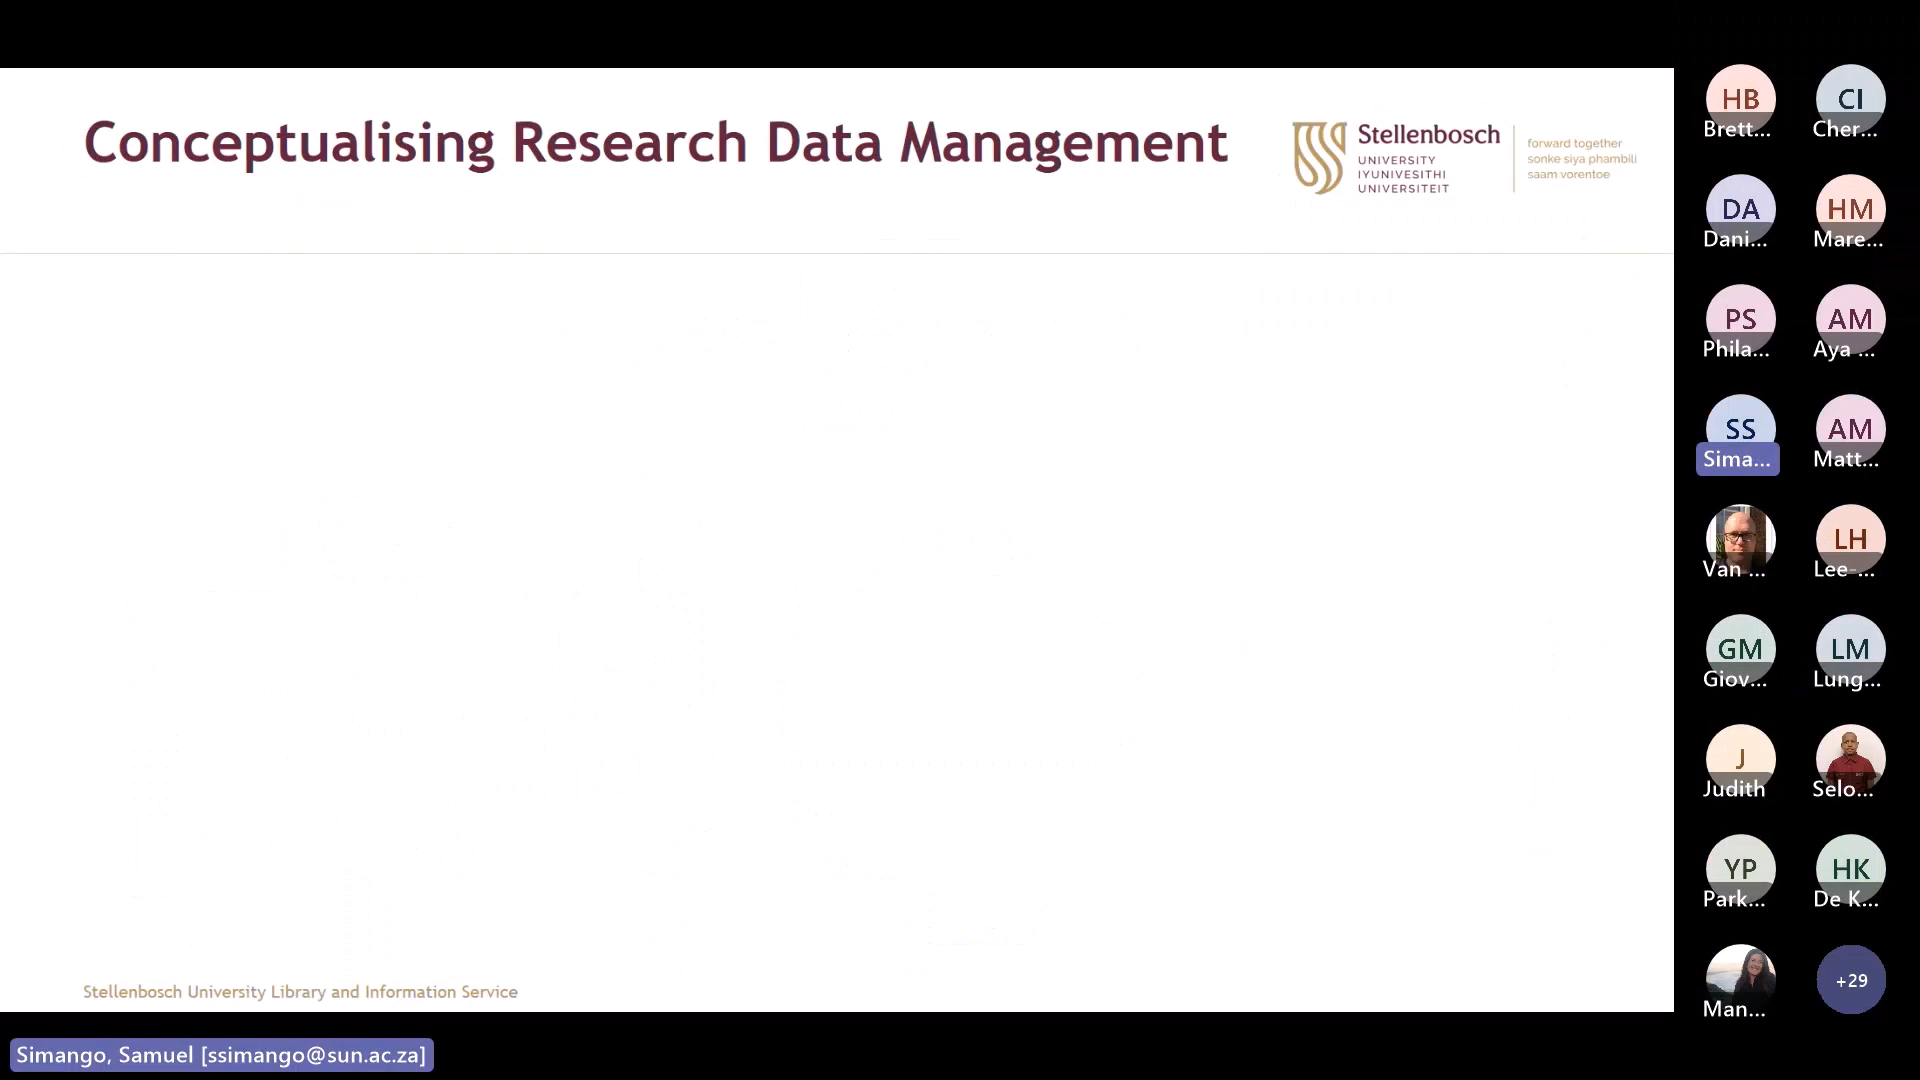 Conceptualising Research Data Management
Stellenbosch
UNIVERSITY
IYUNIVESITHI
UNIVERSITEIT
forward together
sonke siya phambili
saam vorentoe
Stellenbosch University Library and Information Service
Simango, Samuel [ssimango@sun.ac.za]
HB
Brett...
CI
Cher...
DA
Dani...
HM
Mare...
PS
Phila...
AM
Aya ...
SS
Sima...
AM
Matt...
Van ...
LH
Lee-...
GM
Giov...
LM
Lung...
J
Judith
Selo...
YP
Park...
HK
De K...
Man...
+29